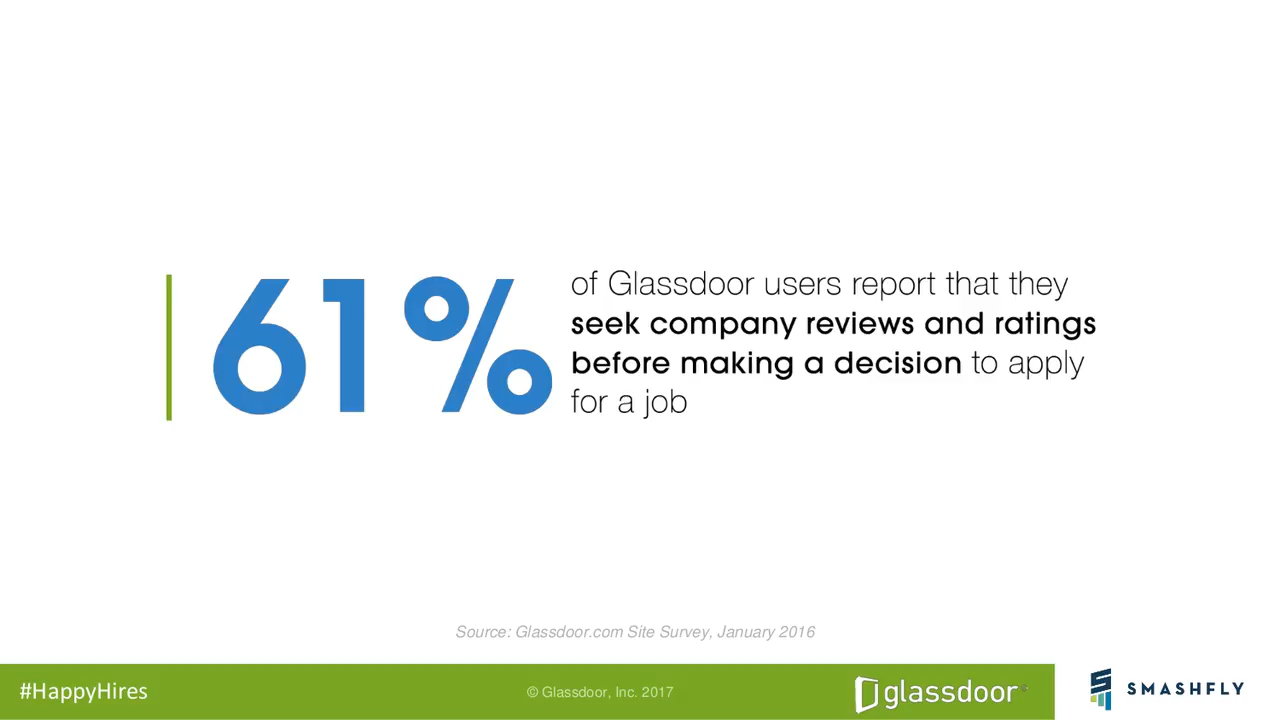 61%
of Glassdoor users report that they
seek company reviews and ratings
before making a decision to apply
for a job
Source: Glassdoor.com Site Survey, January 2016
#HappyHires
© Glassdoor, Inc. 2017
glassdoor®
SMASHFLY